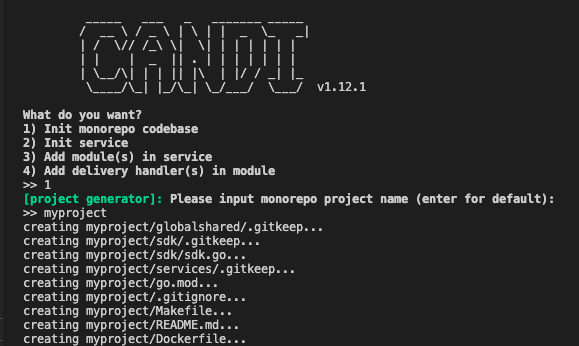 CANDI
v1.12.1
What do you want?
1) Init monorepo codebase
2) Init service
3) Add module(s) in service
4) Add delivery handler(s) in module
>> 1
[project generator]: Please input monorepo project name (enter for default):
>> myproject
creating myproject/globalshared/.gitkeep...
creating myproject/sdk/.gitkeep...
creating myproject/sdk/sdk.go...
creating myproject/services/.gitkeep...
creating myproject/go.mod...
creating myproject/.gitignore...
creating myproject/Makefile...
creating myproject/README.md...
creating myproject/Dockerfile...